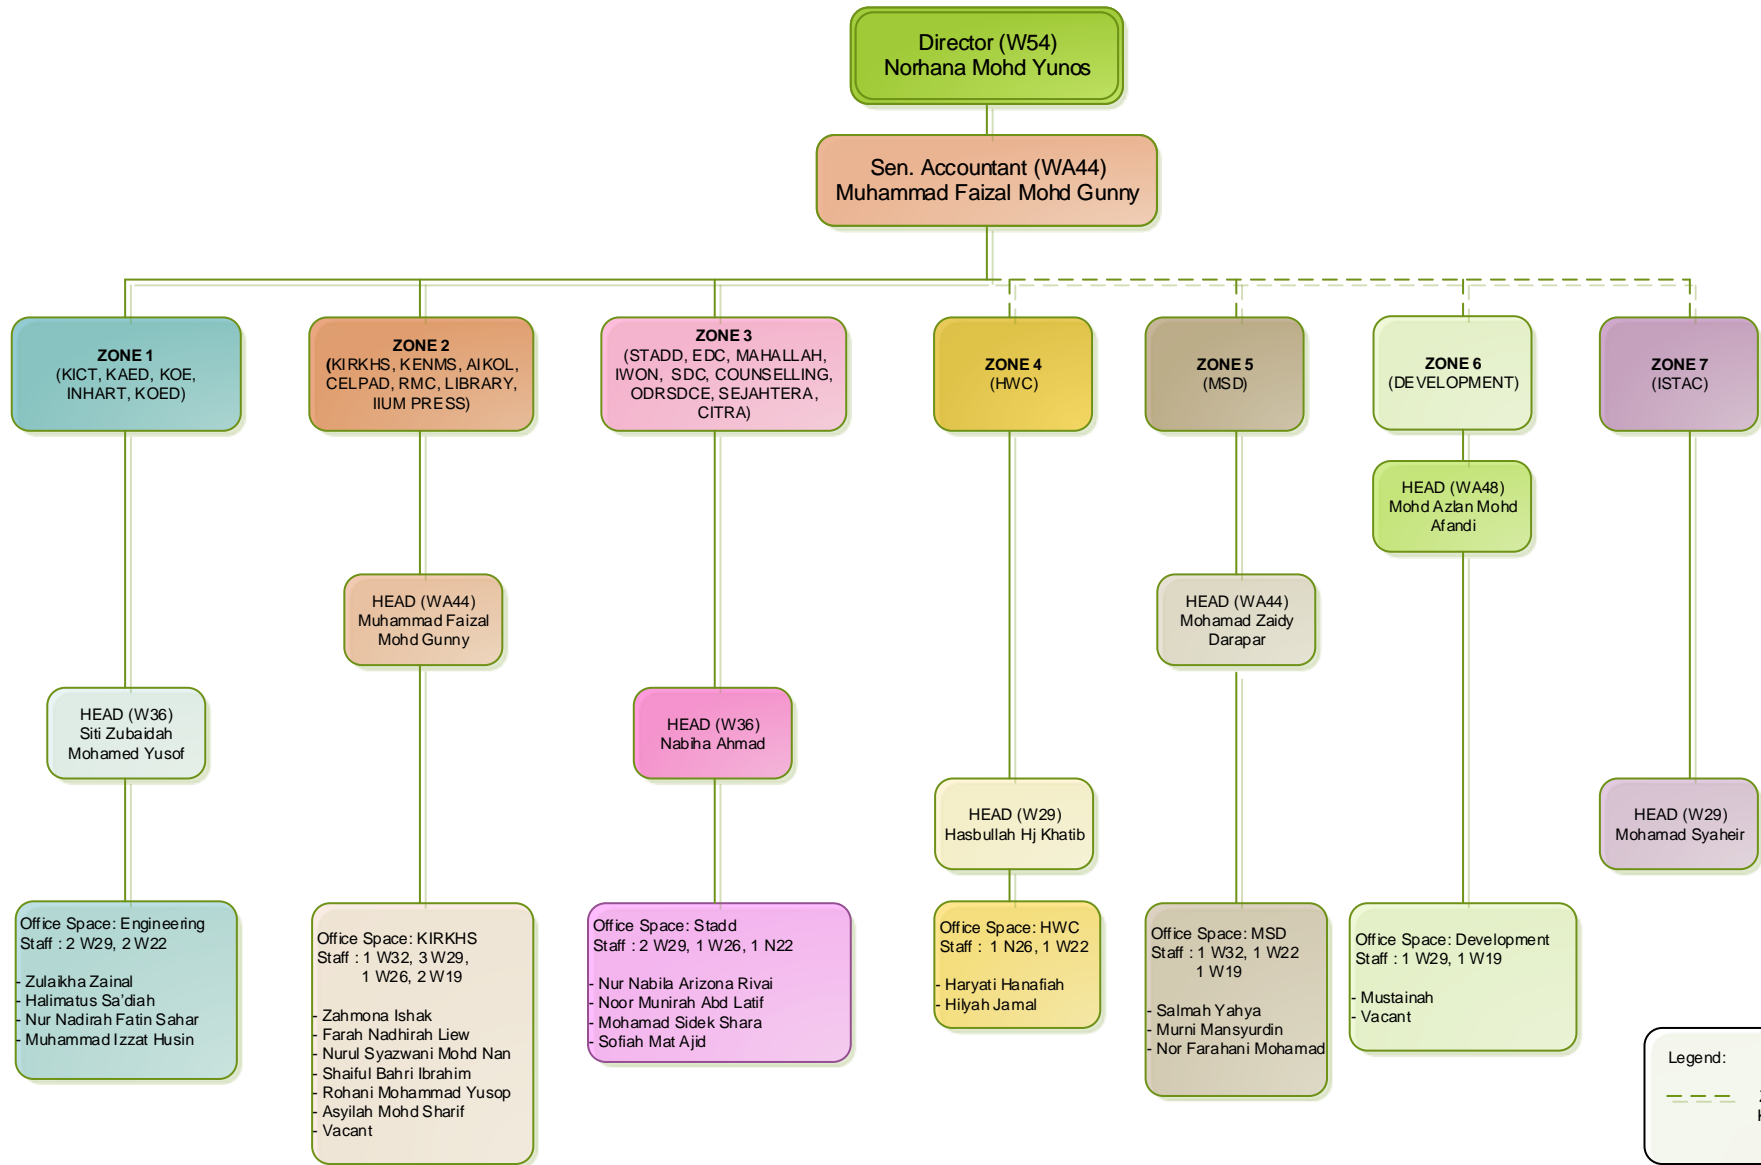 Director (W54)
Norhana Mohd Yunos
Sen. Accountant (WA44)
Muhammad Faizal Mohd Gunny
ZONE 1
(KICT, KAED, KOE,
INHART, KOED)
ZONE 2
(KIRKHS, KENMS, AIKOL,
CELPAD, RMC, LIBRARY,
IIUM PRESS)
ZONE 3
(STADD, EDC, MAHALLAH,
IWON, SDC, COUNSELLING,
ODRSDCE, SEJAHTERA,
CITRA)
ZONE 4
(HWC)
ZONE 5
(MSD)
ZONE 6
(DEVELOPMENT)
ZONE 7
(ISTAC)
HEAD (WA48)
Mohd Azlan Mohd
Afandi
HEAD (WA44)
Muhammad Faizal
Mohd Gunny
HEAD (WA44)
Mohamad Zaidy
Darapar
HEAD (W36)
Siti Zubaidah
Mohamed Yusof
HEAD (W36)
Nabiha Ahmad
HEAD (W29)
Hasbullah Hj Khatib
HEAD (W29)
Mohamad Syaheir
Office Space: Engineering
Staff : 2 W29, 2 W22
- Zulaikha Zainal
- Halimatus Sa'diah
- Nur Nadirah Fatin Sahar
- Muhammad Izzat Husin
Office Space: KIRKHS
Staff : 1 W32, 3 W29,
1 W26, 2 W19
- Zahmona Ishak
- Farah Nadhirah Liew
- Nurul Syazwani Mohd Nan
- Shaiful Bahri Ibrahim
- Rohani Mohammad Yusop
- Asyilah Mohd Sharif
- Vacant
Office Space: Stadd
Staff : 2 W29, 1 W26, 1 N22
- Nur Nabila Arizona Rivai
- Noor Munirah Abd Latif
- Mohamad Sidek Shara
- Sofiah Mat Ajid
Office Space: HWC
Staff : 1 N26, 1 W22
- Haryati Hanafiah
- Hilyah Jamal
Office Space: MSD
Staff : 1 W32, 1 W22
1 W19
- Salmah Yahya
- Murni Mansyurdin
- Nor Farahani Mohamad
Office Space: Development
Staff : 1 W29, 1 W19
- Mustainah
- Vacant
Legend: